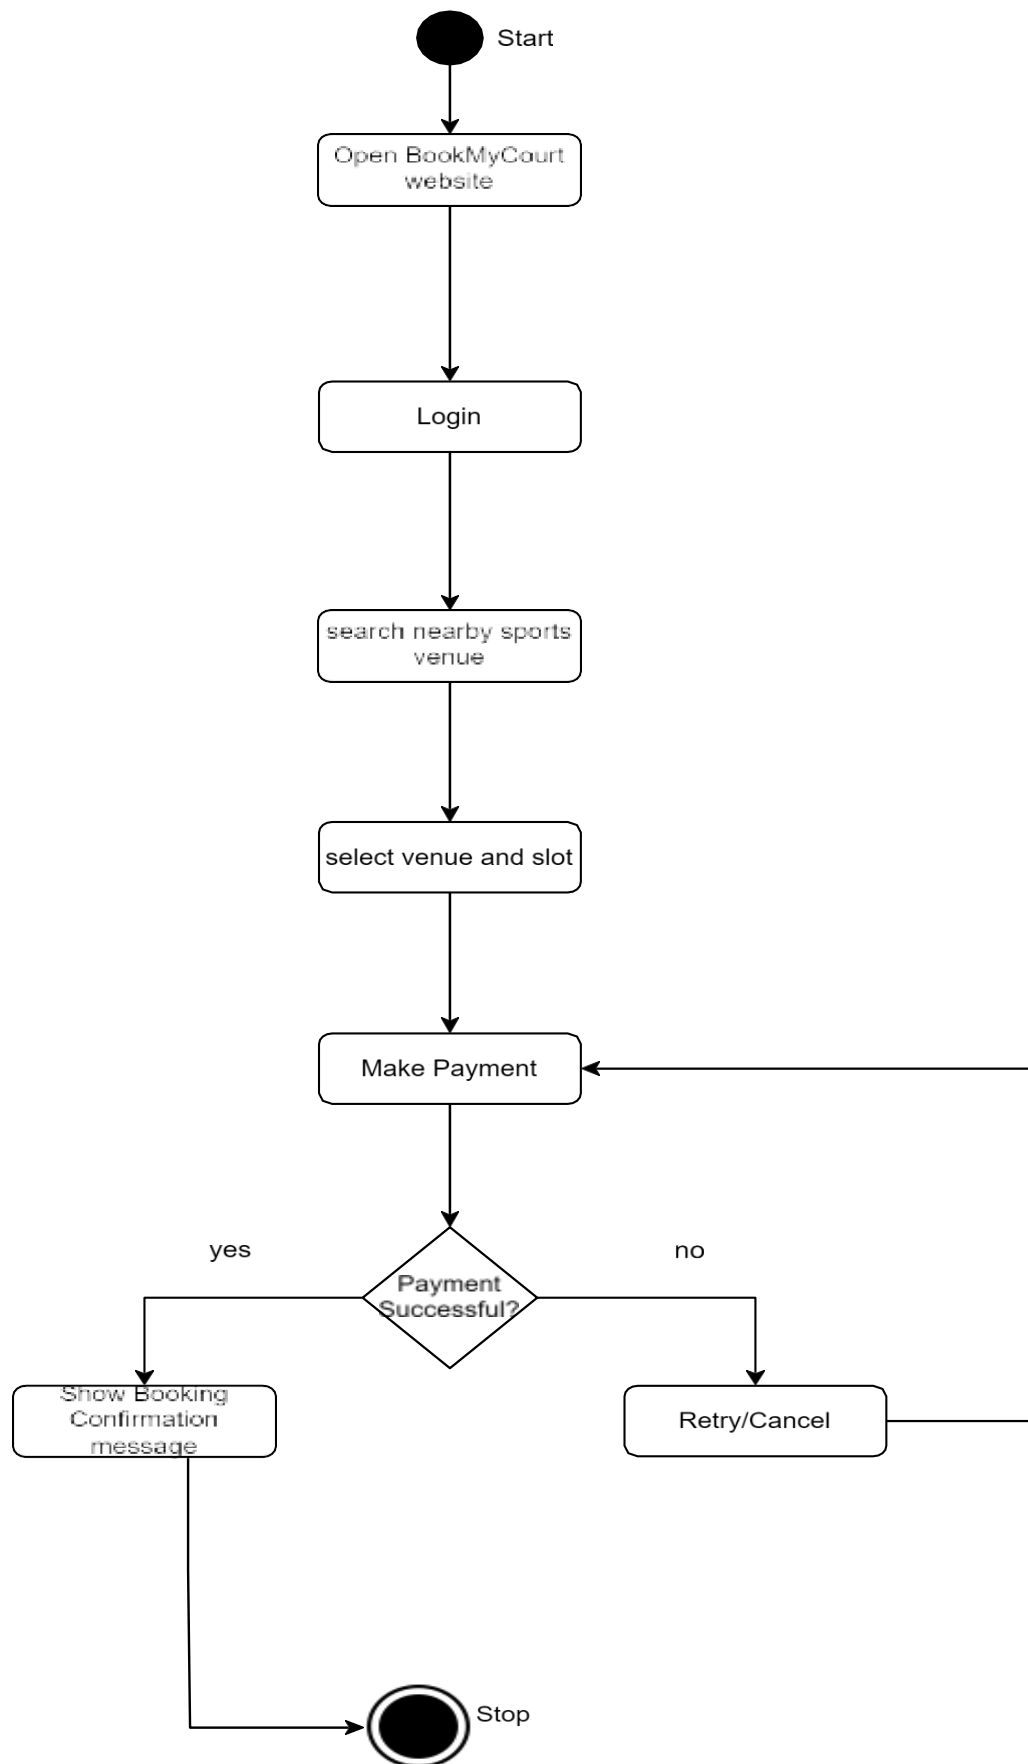 Start
Open BookMyCourt
website
Login
search nearby sports
venue
select venue and slot
Make Payment
yes
no
Payment
Successful?
Show Booking
Confirmation
message
Retry/Cancel
Stop